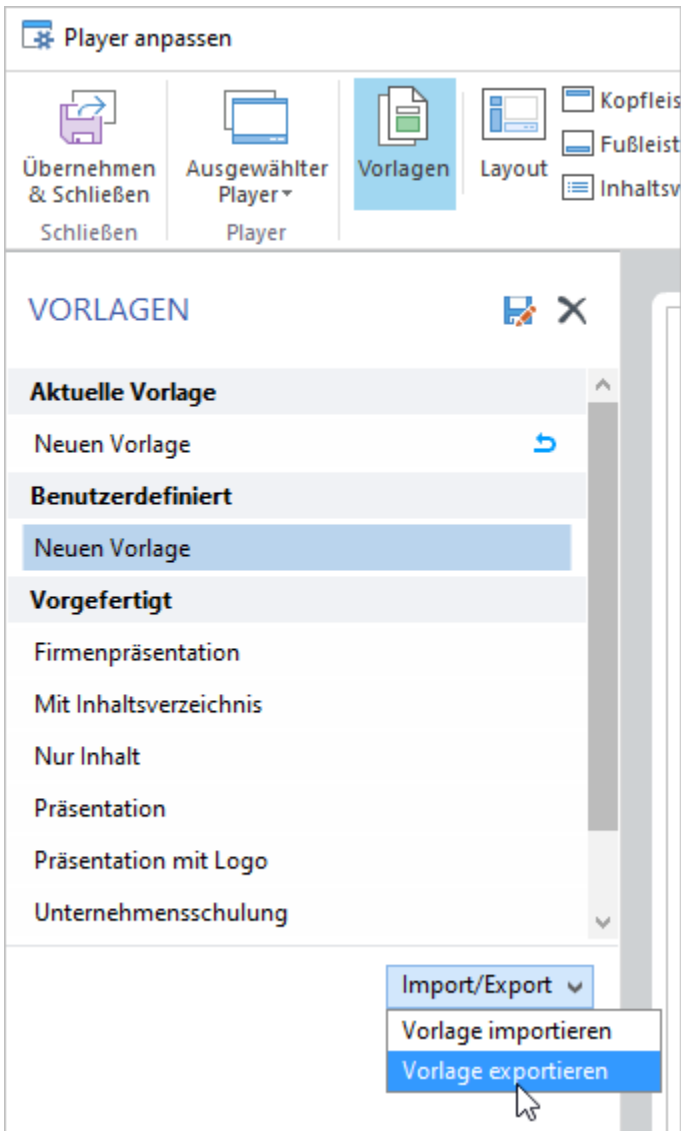 Player anpassen
Übernehmen
& Schließen
Ausgewählter
Player
Vorlagen
Layout
Kopfleis
Fußleist
Inhaltsv
Schließen
Player
VORLAGEN
Aktuelle Vorlage
Neuen Vorlage
Benutzerdefiniert
Neuen Vorlage
Vorgefertigt
Firmenpräsentation
Mit Inhaltsverzeichnis
Nur Inhalt
Präsentation
Präsentation mit Logo
Unternehmensschulung
Import/Export
Vorlage importieren
Vorlage exportieren